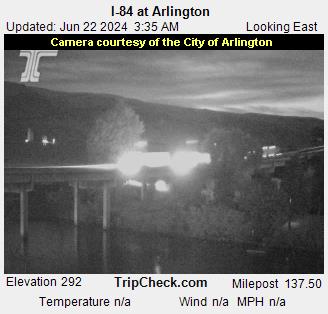 I-84 at Arlington
Updated: Jun 22 2024 3:35 AM Looking East
Camera courtesy of the City of Arlington
Elevation 292 TripCheck.com Milepost 137.50
Temperature n/a Wind n/a MPH n/a